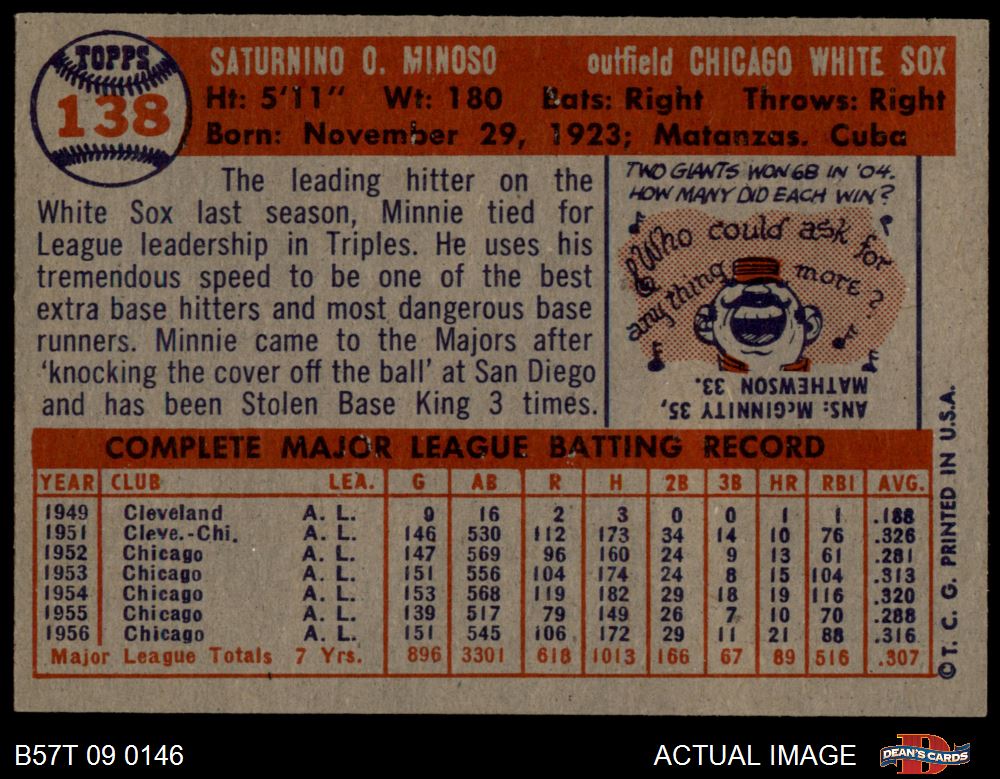 TOPPS
138
SATURNINO O. MINOSO outfield CHICAGO WHITE SOX
Ht: 5'11" Wt: 180 Bats: Right Throws: Right
Born: November 29, 1923; Matanzas. Cuba
The leading hitter on the
White Sox last season, Minnie tied for
League leadership in Triples. He uses his
tremendous speed to be one of the best
extra base hitters and most dangerous base
runners. Minnie came to the Majors after
'knocking the cover off the ball' at San Diego
and has been Stolen Base King 3 times.
TWO GIANTS WON 68 IN '04.
HOW MANY DID EACH WIN?
Who could ask for
anything more?
ANS: McGINNITY 35,
MATHEWSON 33.
COMPLETE MAJOR LEAGUE BATTING RECORD
YEAR CLUB LEA. G AB R H 2B 3B HR RBI AVG.
1949 Cleveland A. L. 9 16 2 3 0 0 1 1 .188
1951 Cleve.-Chi. A. L. 146 530 112 173 34 14 10 76 .326
1952 Chicago A. L. 147 569 96 160 24 9 13 61 .281
1953 Chicago A. L. 151 556 104 174 24 8 15 104 .313
1954 Chicago A. L. 153 568 119 182 29 18 19 116 .320
1955 Chicago A. L. 139 517 79 149 26 7 10 70 .288
1956 Chicago A. L. 151 545 106 172 29 11 21 88 .316
Major League Totals 7 Yrs. 896 3301 618 1013 166 67 89 516 .307
©T. C. G. PRINTED IN U.S.A.
B57T 09 0146
ACTUAL IMAGE
D
DEAN'S CARDS